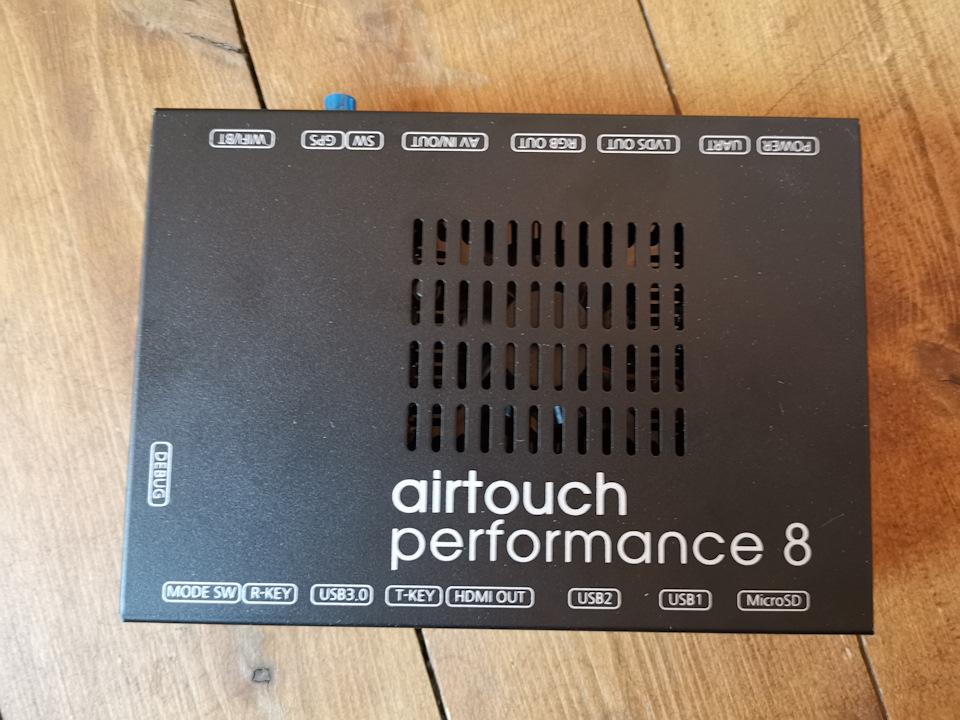 WIFI/BT GPS SW AV IN/OUT RGB OUT LVDS OUT UART POWER
DEBUG
airtouch
performance 8
MODE SW R-KEY USB3.0 T-KEY HDMI OUT USB2 USB1 MicroSD